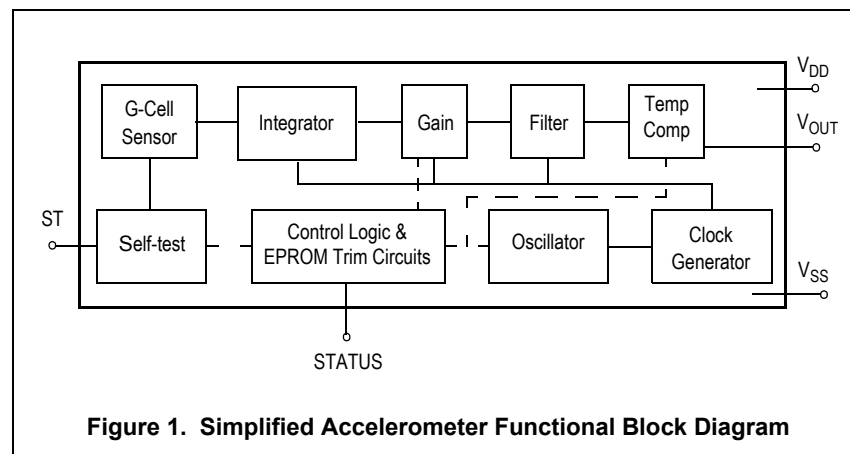 G-Cell
Sensor
Integrator
Gain
Filter
Temp
Comp
VDD
VOUT
ST
Self-test
Control Logic &
EPROM Trim Circuits
Oscillator
Clock
Generator
VSS
STATUS
Figure 1. Simplified Accelerometer Functional Block Diagram